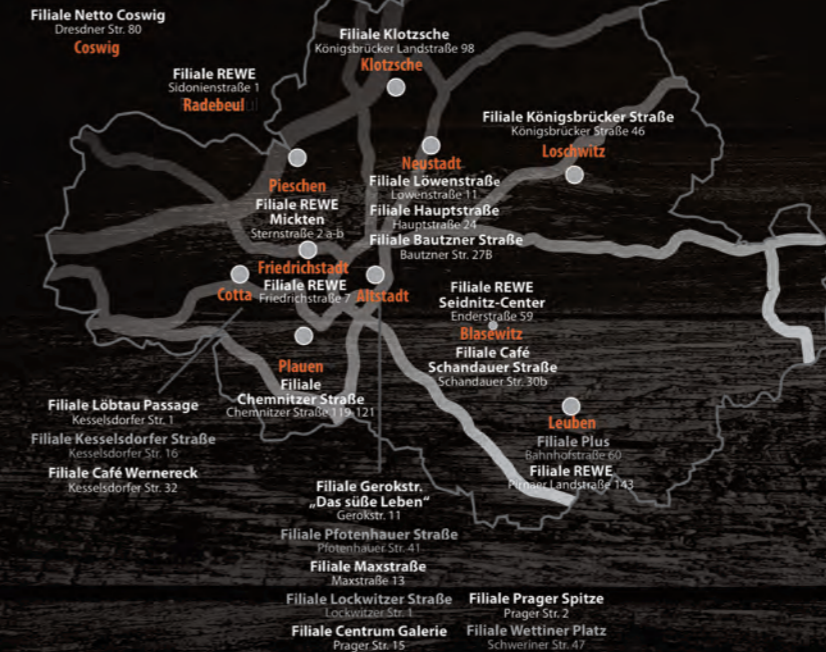 Filiale Netto Coswig
Dresdner Str. 80
Coswig
Filiale Klotzsche
Königsbrücker Landstraße 98
Klotzsche
Filiale REWE
Sidonienstraße 1
Radebeul
Filiale Königsbrücker Straße
Königsbrücker Straße 46
Loschwitz
Neustadt
Filiale Löwenstraße
Löwenstraße 11
Filiale Hauptstraße
Hauptstraße 24
Filiale Bautzner Straße
Bautzner Str. 27B
Pieschen
Filiale REWE
Mickten
Sternstraße 2 a-b
Friedrichstadt
Filiale REWE
Friedrichstraße 7
Cotta
Altstadt
Filiale REWE
Seidnitz-Center
Enderstraße 59
Blasewitz
Filiale Café
Schandauer Straße
Schandauer Str. 30b
Plauen
Filiale
Chemnitzer Straße
Chemnitzer Straße 119-121
Filiale Löbtau Passage
Kesselsdorfer Str. 1
Filiale Kesselsdorfer Straße
Kesselsdorfer Str. 16
Filiale Café Wernereck
Kesselsdorfer Str. 32
Leuben
Filiale Plus
Bahnhofstraße 60
Filiale REWE
Pirnaer Landstraße 143
Filiale Gerokstr.
„Das süße Leben“
Gerokstr. 11
Filiale Pfotenhauer Straße
Pfotenhauer Str. 41
Filiale Maxstraße
Maxstraße 13
Filiale Lockwitzer Straße
Lockwitzer Str. 1
Filiale Centrum Galerie
Prager Str. 15
Filiale Prager Spitze
Prager Str. 2
Filiale Wettiner Platz
Schweriner Str. 47